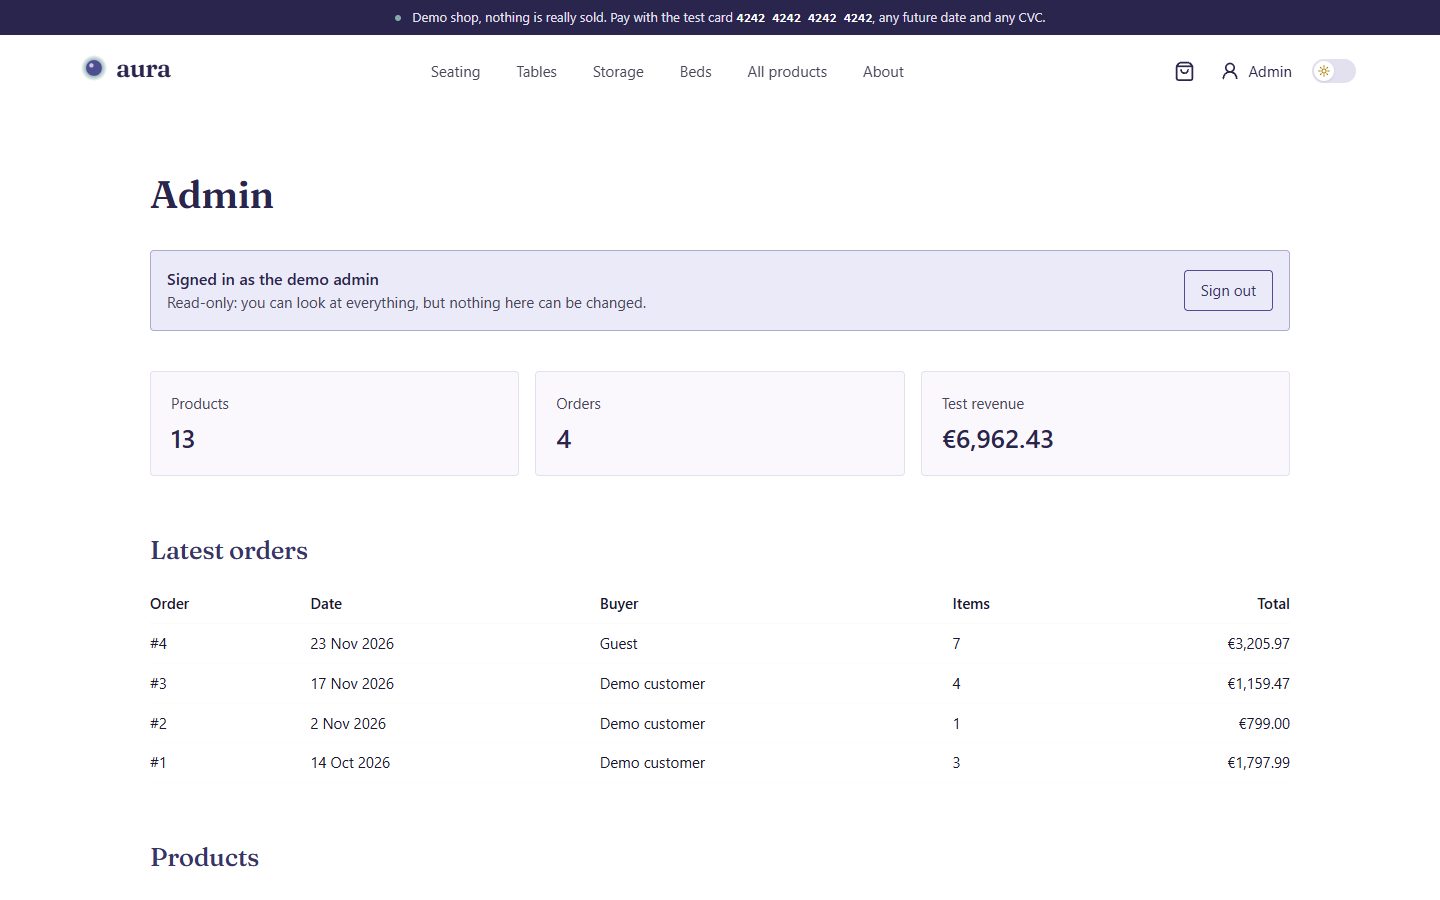 Demo shop, nothing is really sold. Pay with the test card 4242 4242 4242 4242, any future date and any CVC.
aura
Seating Tables Storage Beds All products About
Admin
Admin
Signed in as the demo admin
Read-only: you can look at everything, but nothing here can be changed.
Sign out
Products
13
Orders
4
Test revenue
€6,962.43
Latest orders
Order Date Buyer Items Total
#4 23 Nov 2026 Guest 7 €3,205.97
#3 17 Nov 2026 Demo customer 4 €1,159.47
#2 2 Nov 2026 Demo customer 1 €799.00
#1 14 Oct 2026 Demo customer 3 €1,797.99
Products